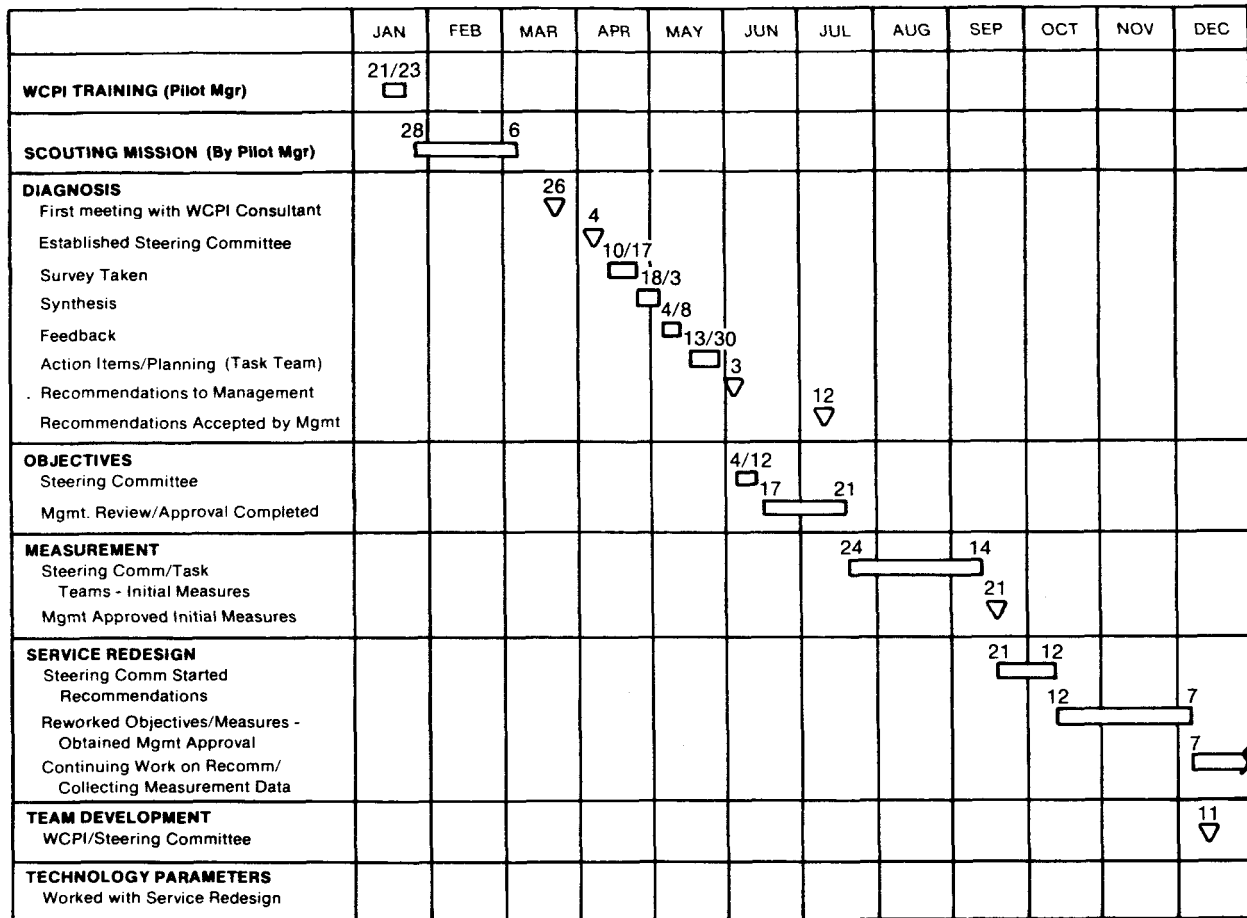 JAN FEB MAR APR MAY JUN JUL AUG SEP OCT NOV DEC
21/23
WCPI TRAINING (Pilot Mgr)
28 6
SCOUTING MISSION (By Pilot Mgr)
DIAGNOSIS
26
First meeting with WCPI Consultant
4
Established Steering Committee
10/17
Survey Taken
18/3
Synthesis
4/8
Feedback
13/30
Action Items/Planning (Task Team)
3
. Recommendations to Management
12
Recommendations Accepted by Mgmt
OBJECTIVES
4/12
Steering Committee
17 21
Mgmt. Review/Approval Completed
MEASUREMENT
24 14
Steering Comm/Task
Teams - Initial Measures
21
Mgmt Approved Initial Measures
SERVICE REDESIGN
21 12
Steering Comm Started
Recommendations
12 7
Reworked Objectives/Measures -
Obtained Mgmt Approval
7
Continuing Work on Recomm/
Collecting Measurement Data
TEAM DEVELOPMENT
11
WCPI/Steering Committee
TECHNOLOGY PARAMETERS
Worked with Service Redesign